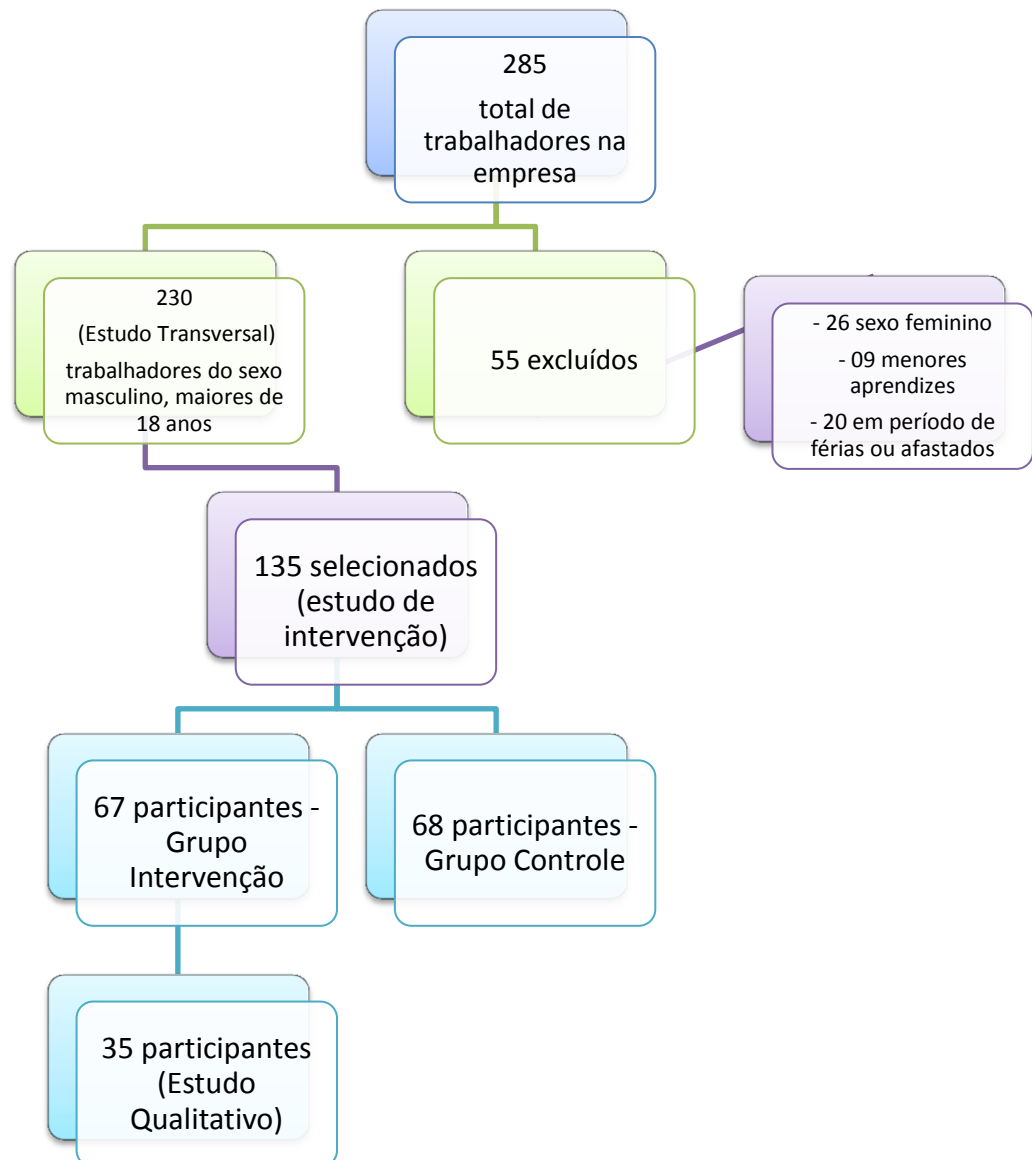 285
total de
trabalhadores na
empresa
230
(Estudo Transversal)
trabalhadores do sexo
masculino, maiores de
18 anos
55 excluídos
- 26 sexo feminino
- 09 menores
aprendizes
- 20 em período de
férias ou afastados
135 selecionados
(estudo de
intervenção)
67 participantes -
Grupo
Intervenção
68 participantes -
Grupo Controle
35 participantes
(Estudo
Qualitativo)